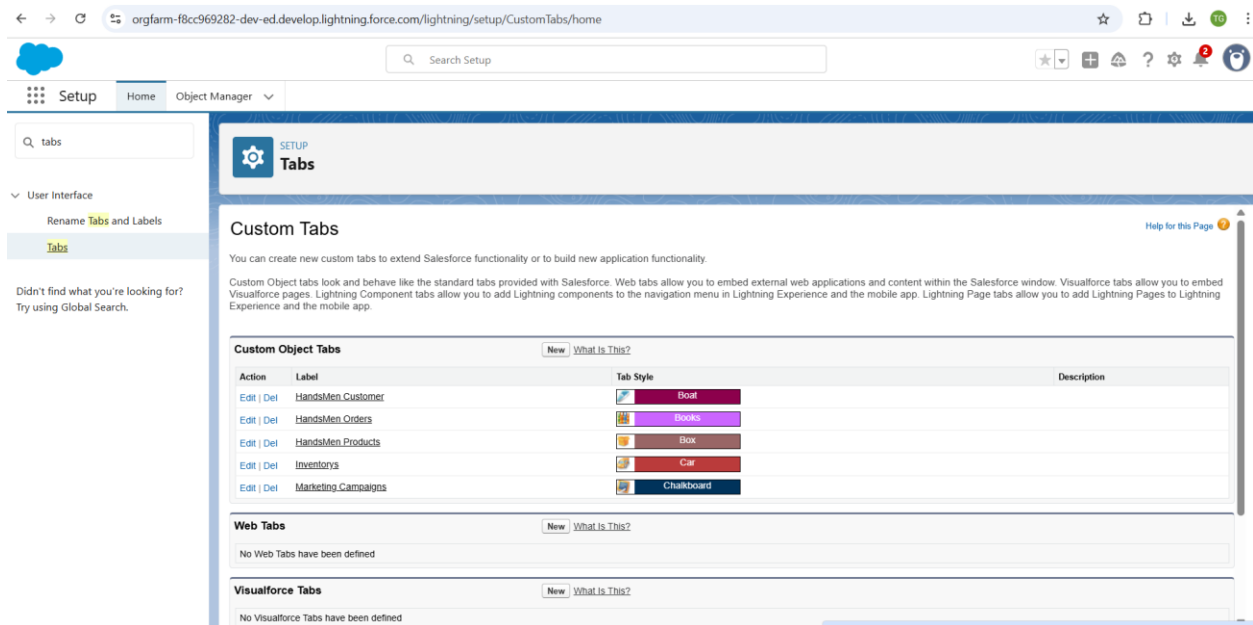 orgfarm-f8cc969282-dev-ed.develop.lightning.force.com/lightning/setup/CustomTabs/home
TG
Search Setup
2
Setup
Home
Object Manager
tabs
User Interface
Rename Tabs and Labels
Tabs
Didn't find what you're looking for?
Try using Global Search.
SETUP
Tabs
Custom Tabs
Help for this Page
You can create new custom tabs to extend Salesforce functionality or to build new application functionality.
Custom Object tabs look and behave like the standard tabs provided with Salesforce. Web tabs allow you to embed external web applications and content within the Salesforce window. Visualforce tabs allow you to embed
Visualforce pages. Lightning Component tabs allow you to add Lightning components to the navigation menu in Lightning Experience and the mobile app. Lightning Page tabs allow you to add Lightning Pages to Lightning
Experience and the mobile app.
Custom Object Tabs New What Is This?
Action Label Tab Style Description
Edit | Del HandsMen Customer Boat
Edit | Del HandsMen Orders Books
Edit | Del HandsMen Products Box
Edit | Del Inventorys Car
Edit | Del Marketing Campaigns Chalkboard
Web Tabs New What Is This?
No Web Tabs have been defined
Visualforce Tabs New What Is This?
No Visualforce Tabs have been defined